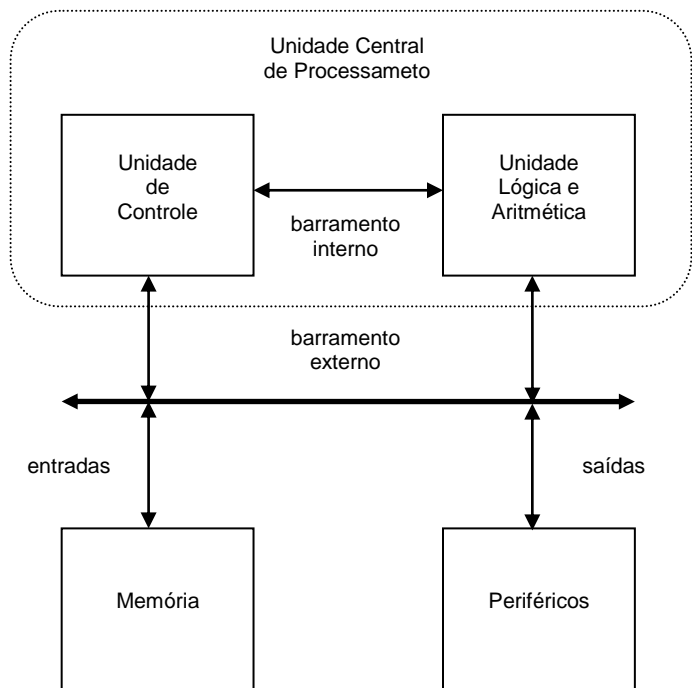 Unidade Central
de Processameto
Unidade
de
Controle
Unidade
Lógica e
Aritmética
barramento
interno
barramento
externo
entradas
saídas
Memória
Periféricos